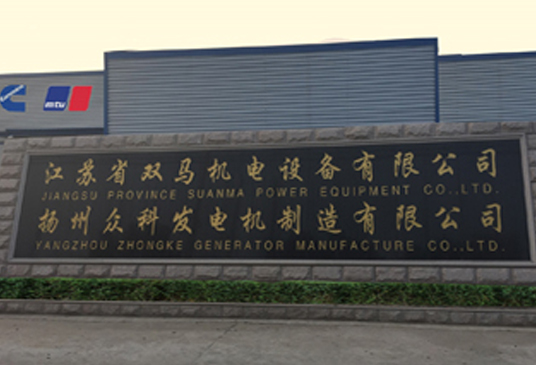 Cummins
mtu
江苏省双马机电设备有限公司
JIANGSU PROVINCE SUANMA POWER EQUIPMENT CO.,LTD.
扬州众科发电机制造有限公司
YANGZHOU ZHONGKE GENERATOR MANUFACTURE CO.,LTD.